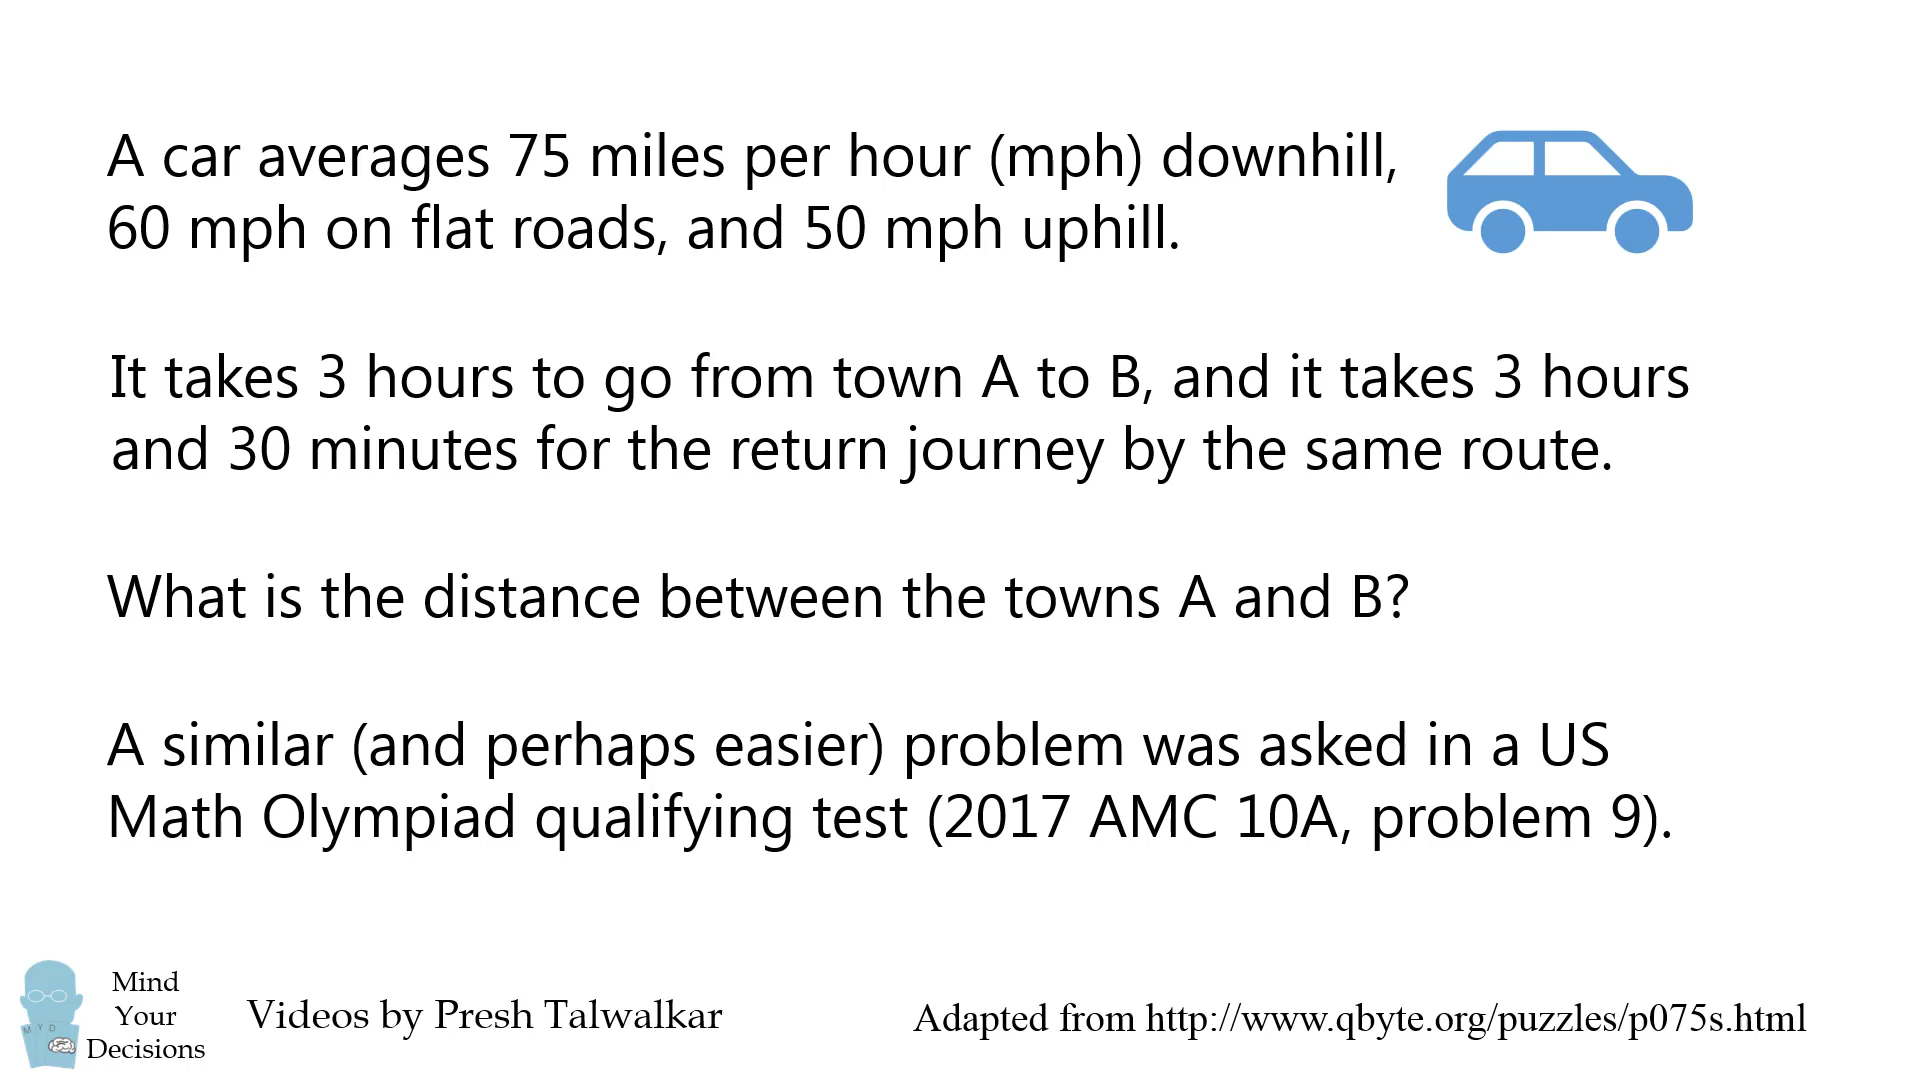 A car averages 75 miles per hour (mph) downhill,
60 mph on flat roads, and 50 mph uphill.
It takes 3 hours to go from town A to B, and it takes 3 hours
and 30 minutes for the return journey by the same route.
What is the distance between the towns A and B?
A similar (and perhaps easier) problem was asked in a US
Math Olympiad qualifying test (2017 AMC 10A, problem 9).
M Y D
Mind
Your
Decisions
Videos by Presh Talwalkar
Adapted from http://www.qbyte.org/puzzles/p075s.html